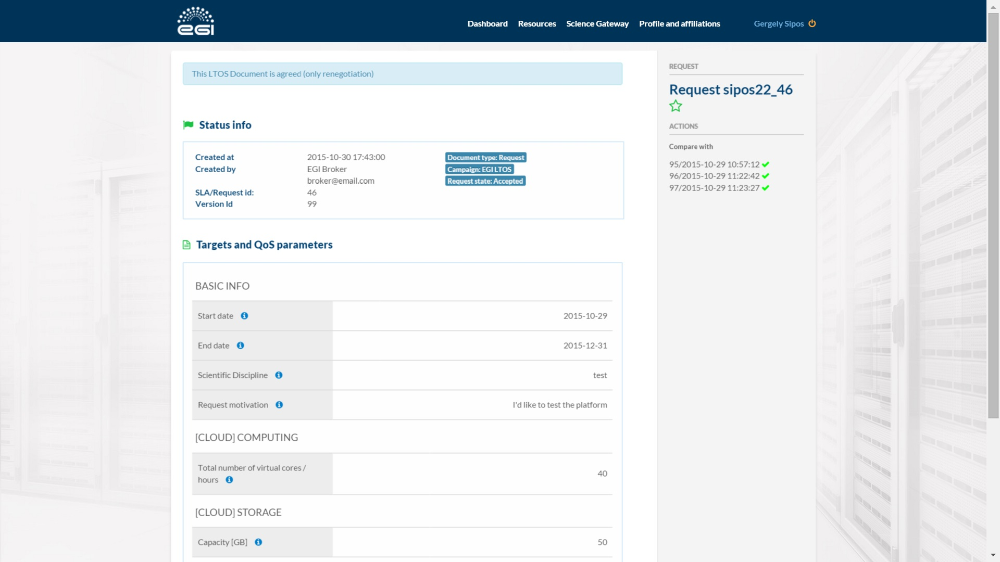 egi
Dashboard Resources Science Gateway Profile and affiliations Gergely Sipos
This LTOS Document is agreed (only renegotiation)
Status info
Created at 2015-10-30 17:43:00 Document type: Request
Created by EGI Broker Campaign: EGI LTOS
broker@email.com Request state: Accepted
SLA/Request id: 46
Version Id 99
Targets and QoS parameters
BASIC INFO
Start date 2015-10-29
End date 2015-12-31
Scientific Discipline test
Request motivation I'd like to test the platform
[CLOUD] COMPUTING
Total number of virtual cores /
hours 40
[CLOUD] STORAGE
Capacity [GB] 50
REQUEST
Request sipos22_46
ACTIONS
Compare with
95/2015-10-29 10:57:12
96/2015-10-29 11:22:42
97/2015-10-29 11:23:27